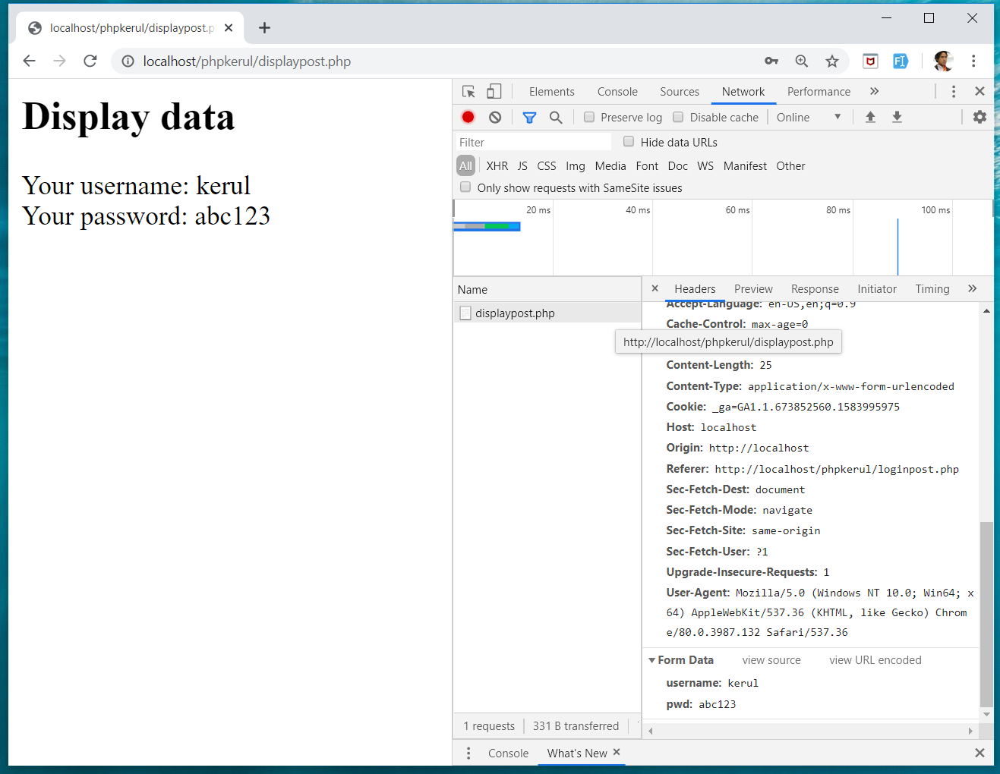 localhost/phpkerul/displaypost.p
localhost/phpkerul/displaypost.php
Display data
Your username: kerul
Your password: abc123
Elements Console Sources Network Performance
Preserve log Disable cache Online
Filter Hide data URLs
All XHR JS CSS Img Media Font Doc WS Manifest Other
Only show requests with SameSite issues
20 ms 40 ms 60 ms 80 ms 100 ms
Name
displaypost.php
Headers Preview Response Initiator Timing
Accept-Language: en-US,en;q=0.9
Cache-Control: max-age=0
http://localhost/phpkerul/displaypost.php
Content-Length: 25
Content-Type: application/x-www-form-urlencoded
Cookie: _ga=GA1.1.673852560.1583995975
Host: localhost
Origin: http://localhost
Referer: http://localhost/phpkerul/loginpost.php
Sec-Fetch-Dest: document
Sec-Fetch-Mode: navigate
Sec-Fetch-Site: same-origin
Sec-Fetch-User: ?1
Upgrade-Insecure-Requests: 1
User-Agent: Mozilla/5.0 (Windows NT 10.0; Win64; x
64) AppleWebKit/537.36 (KHTML, like Gecko) Chrom
e/80.0.3987.132 Safari/537.36
Form Data view source view URL encoded
username: kerul
pwd: abc123
1 requests 331 B transferred
Console What's New